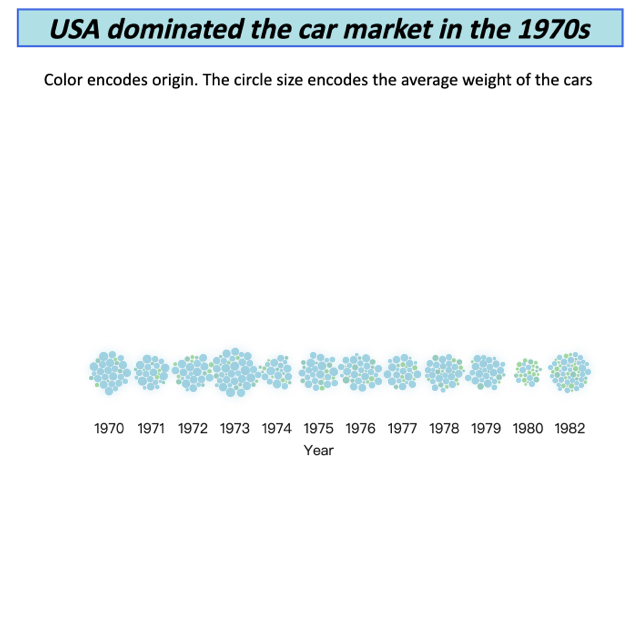 USA dominated the car market in the 1970s
Color encodes origin. The circle size encodes the average weight of the cars
1970 1971 1972 1973 1974 1975 1976 1977 1978 1979 1980 1982
Year